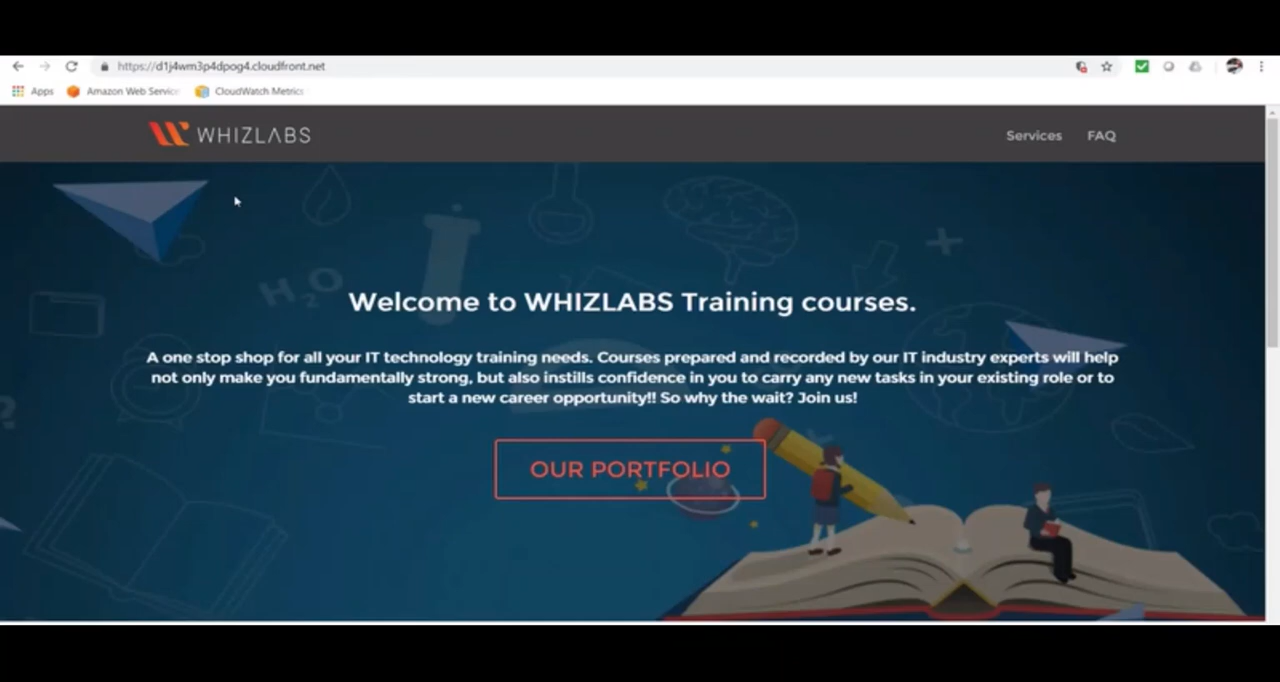 https://d1j4wm3p4dpog4.cloudfront.net
Apps Amazon Web Service CloudWatch Metrics
WHIZLABS Services FAQ
H2O
Welcome to WHIZLABS Training courses.
A one stop shop for all your IT technology training needs. Courses prepared and recorded by our IT industry experts will help
not only make you fundamentally strong, but also instills confidence in you to carry any new tasks in your existing role or to
start a new career opportunity!! So why the wait? Join us!
OUR PORTFOLIO